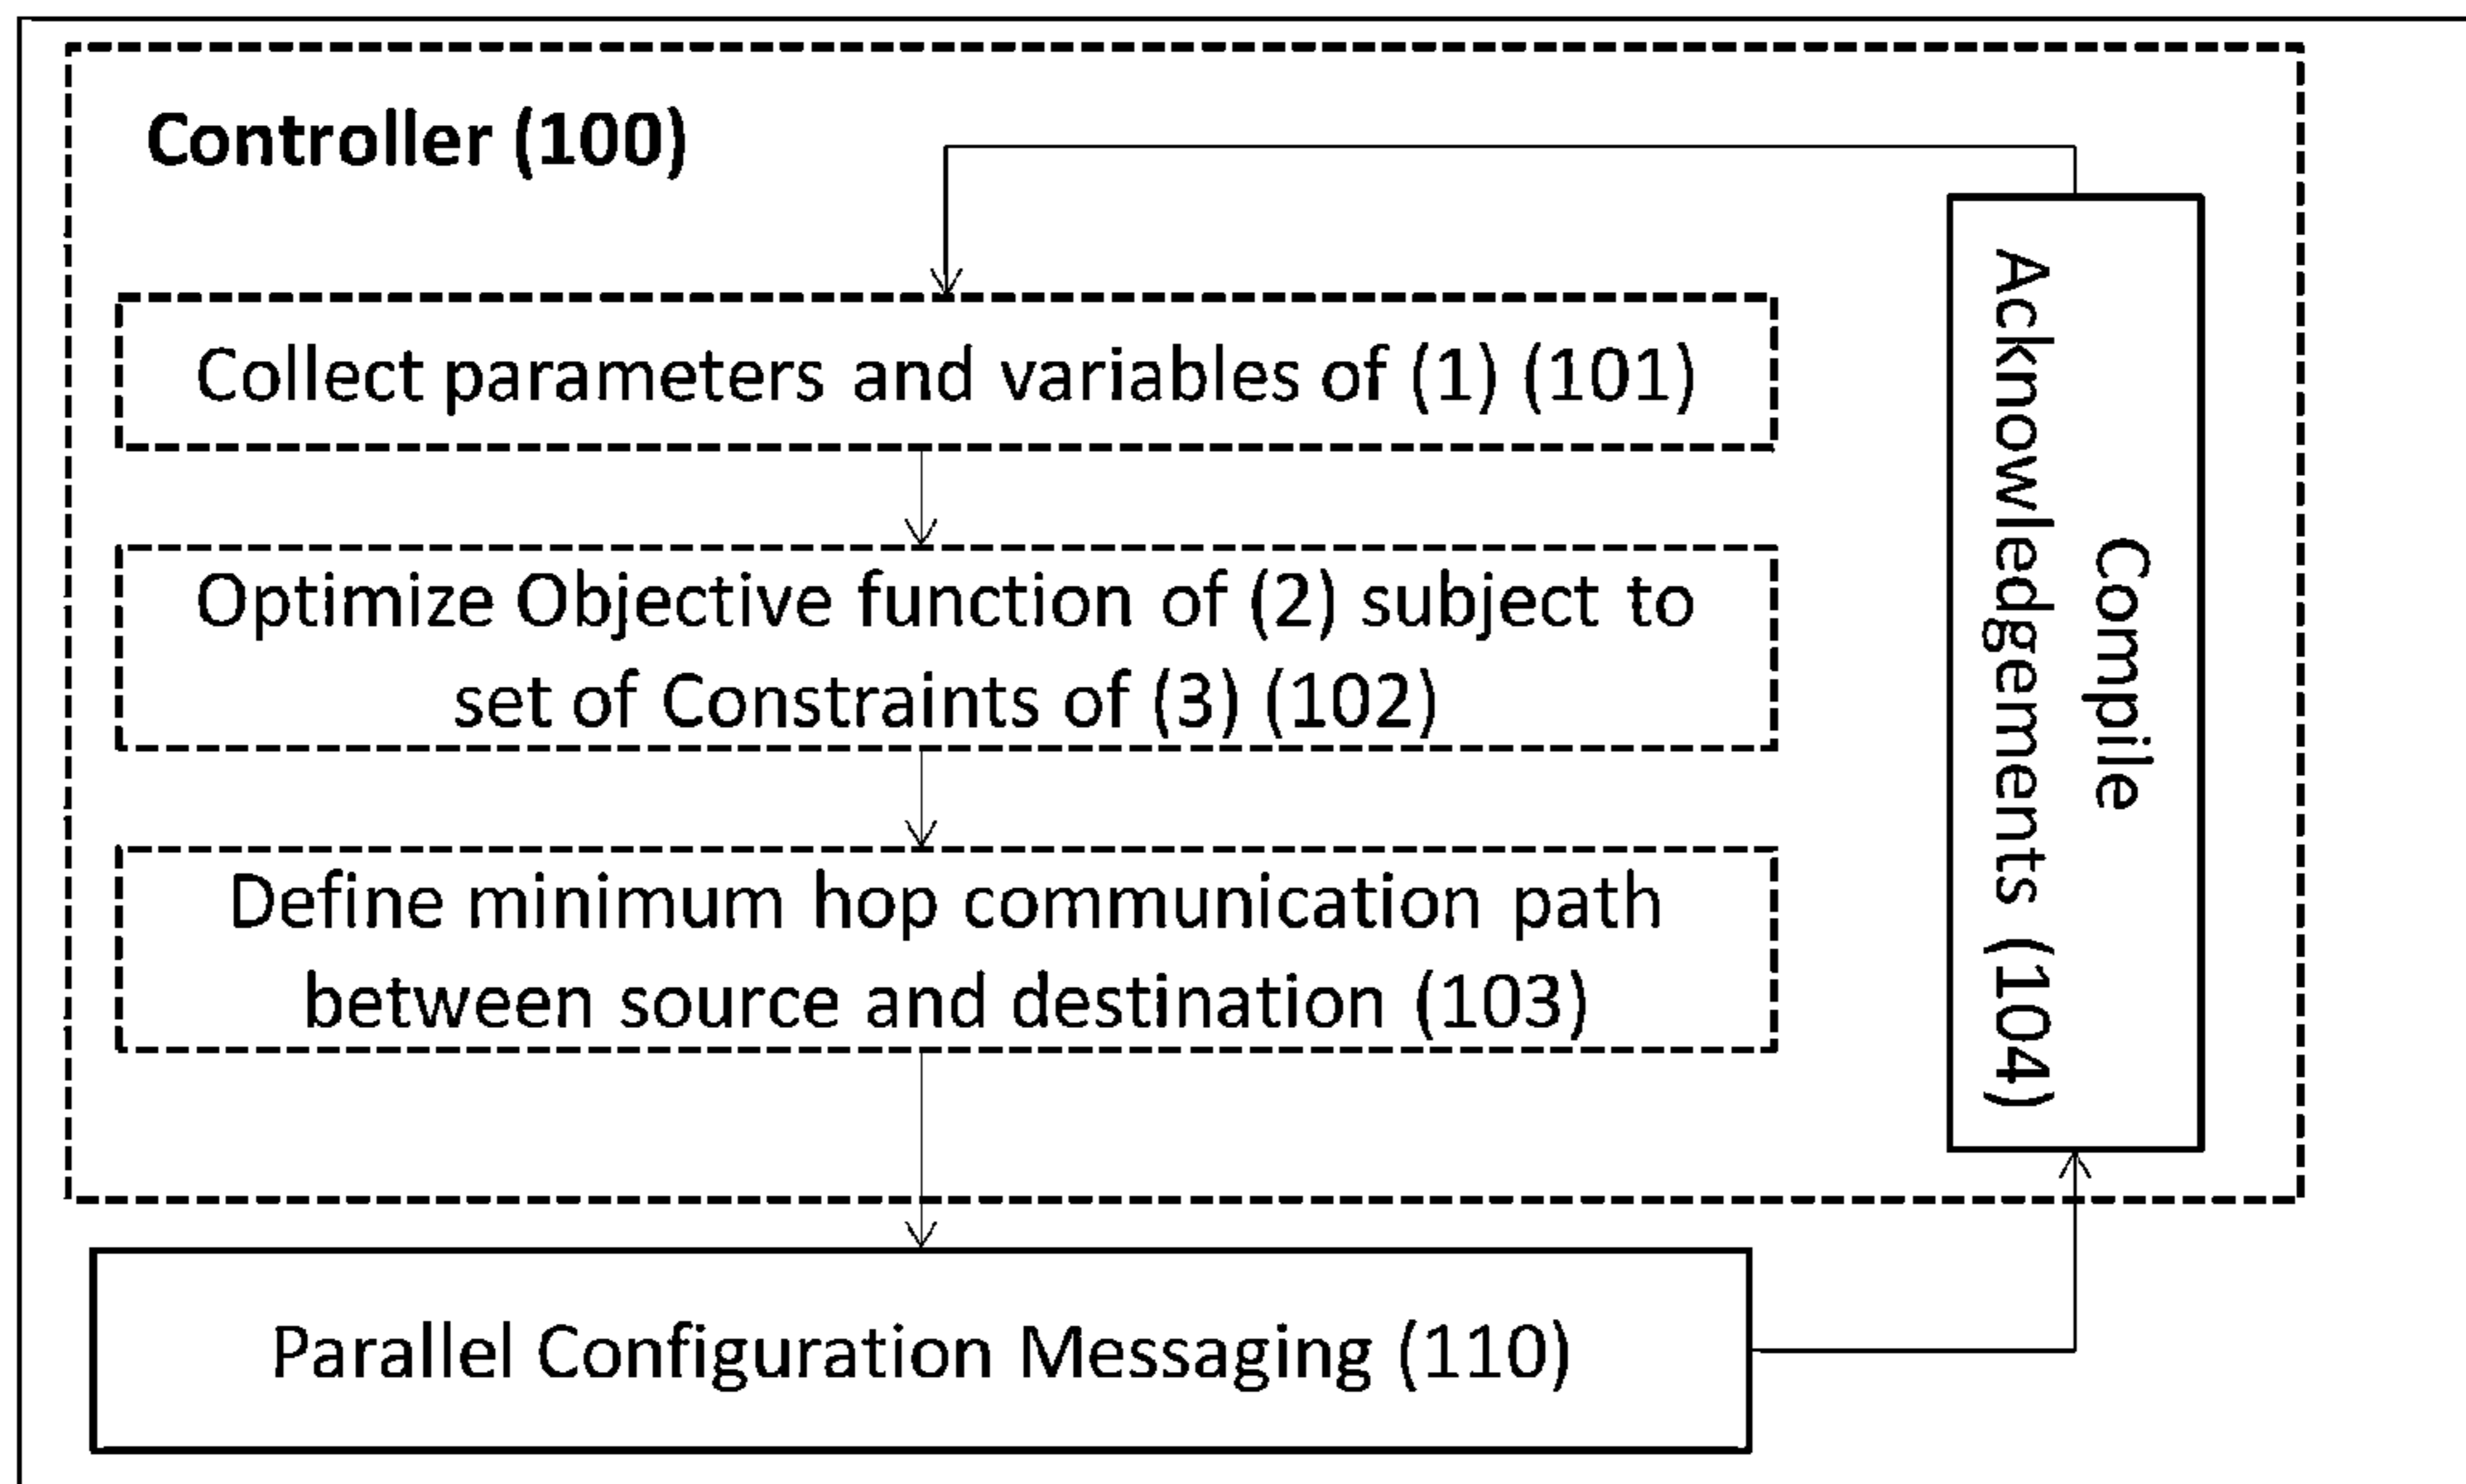 Controller (100)
Collect parameters and variables of (1) (101)
Optimize Objective function of (2) subject to
set of Constraints of (3) (102)
Define minimum hop communication path
between source and destination (103)
Compile
Acknowledgements (104)
Parallel Configuration Messaging (110)